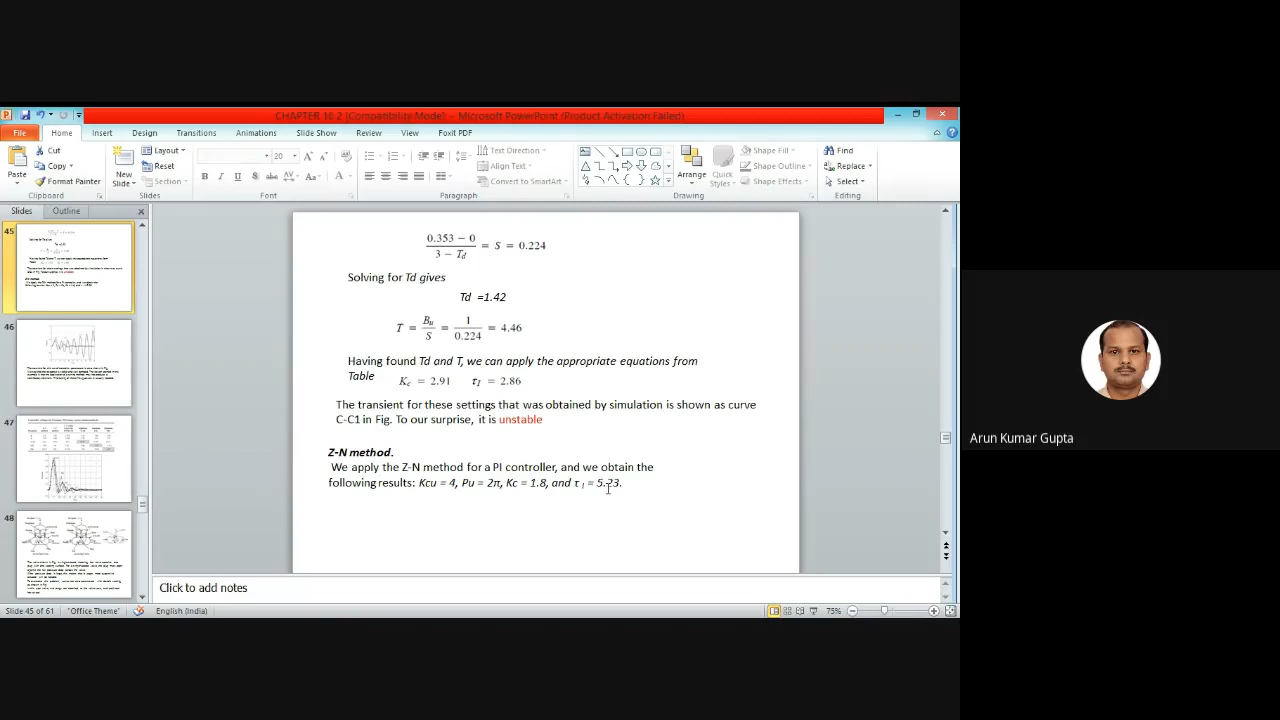 CHAPTER 10 2 [Compatibility Mode] - Microsoft PowerPoint (Product Activation Failed)
File Home Insert Design Transitions Animations Slide Show Review View Foxit PDF
Cut Copy Format Painter Paste
Clipboard
New Slide Layout Reset Section
Slides
20
B I U S abc AV Aa A
Font
Text Direction Align Text Convert to SmartArt
Paragraph
Arrange Quick Styles Shape Fill Shape Outline Shape Effects
Drawing
Find Replace Select
Editing
Slides Outline
45
46
47
48
0.353 − 0 / 3 − Td = S = 0.224
Solving for Td gives
Td =1.42
T = Bu / S = 1 / 0.224 = 4.46
Having found Td and T, we can apply the appropriate equations from
Table Kc = 2.91 τI = 2.86
The transient for these settings that was obtained by simulation is shown as curve
C-C1 in Fig. To our surprise, it is unstable
Z-N method.
We apply the Z-N method for a PI controller, and we obtain the
following results: Kcu = 4, Pu = 2π, Kc = 1.8, and τ I = 5.23.
Click to add notes
Slide 45 of 61 "Office Theme" English (India) 75%
Arun Kumar Gupta